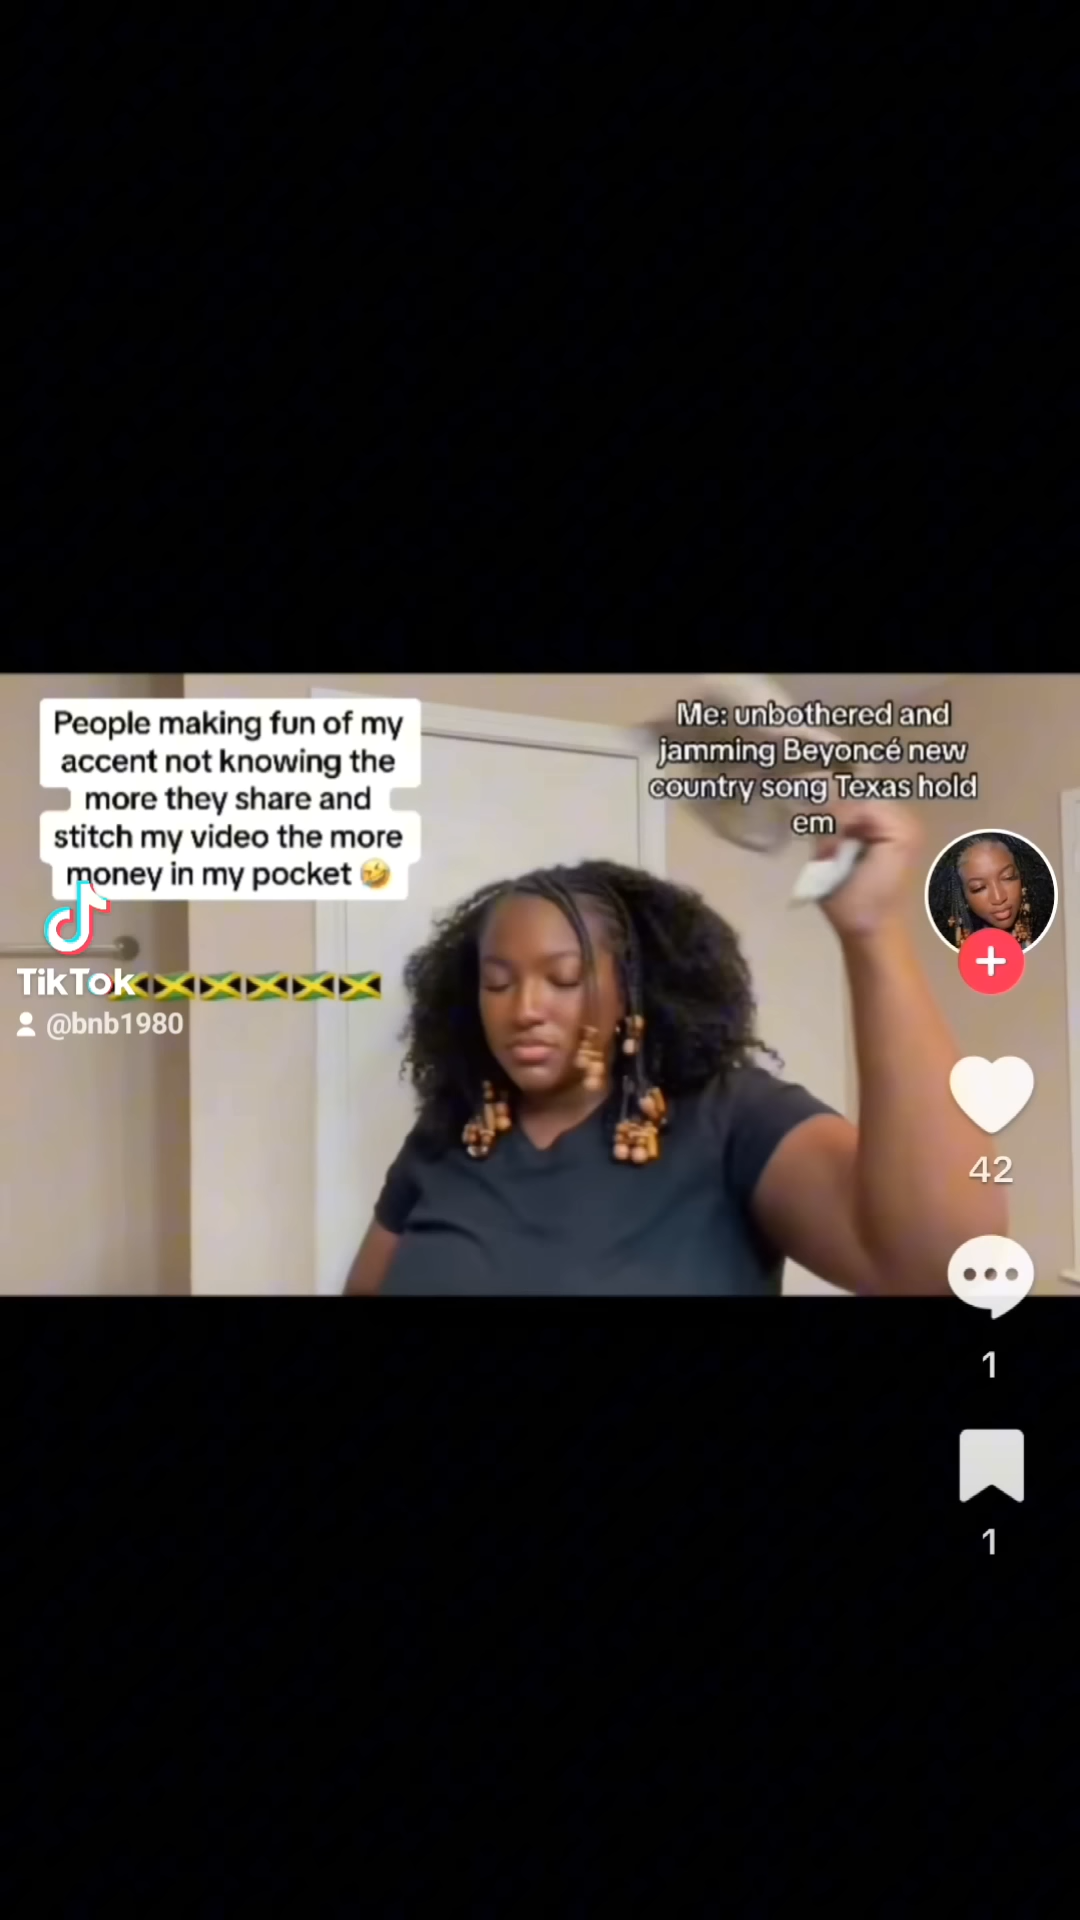 People making fun of my
accent not knowing the
more they share and
stitch my video the more
money in my pocket 🤣
Me: unbothered and
jamming Beyoncé new
country song Texas hold
em
TikTok
@bnb1980
42
1
1